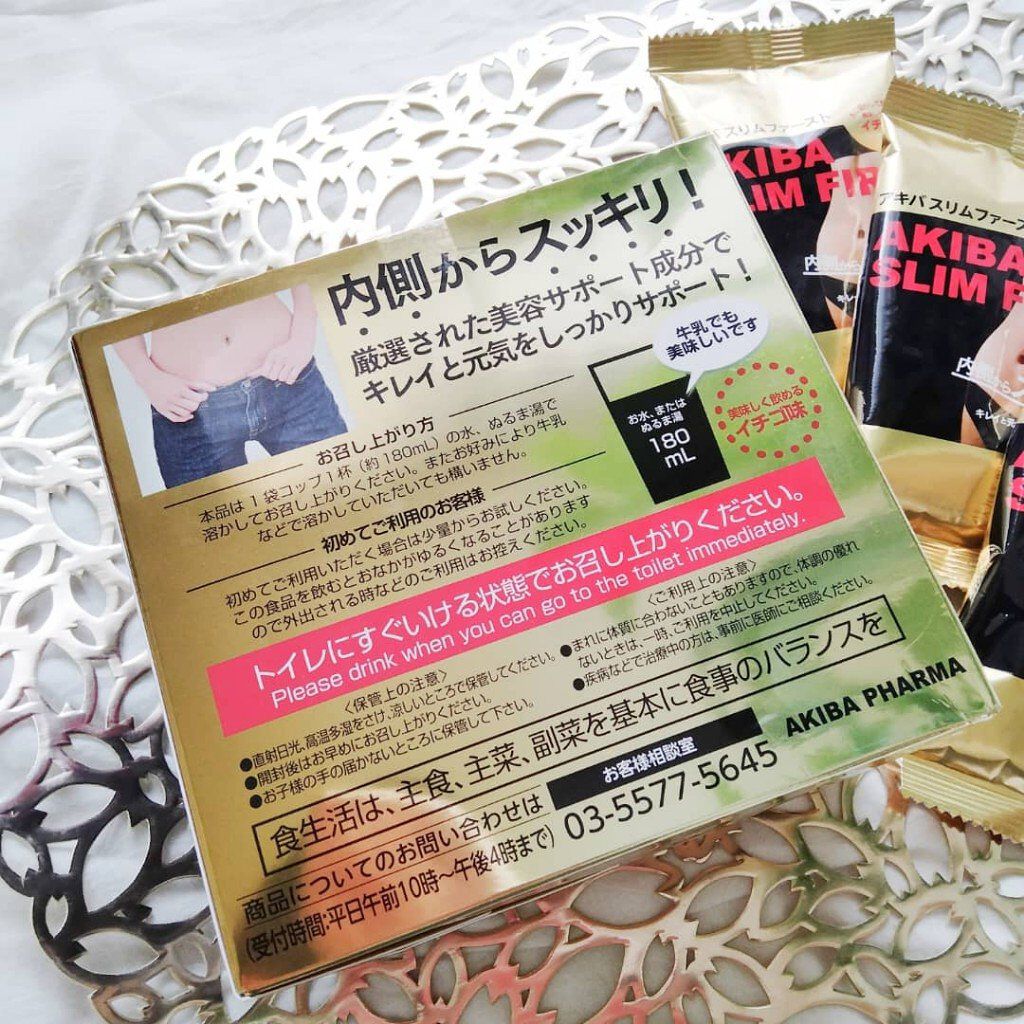 内側からスッキリ！
厳選された美容サポート成分で
キレイと元気をしっかりサポート！
牛乳でも
美味しいです
お水、または
ぬるま湯
180
mL
美味しく飲める
イチゴ味
お召し上がり方
本品は1袋コップ1杯（約180mL）の水、ぬるま湯で
溶かしてお召し上がりください。またお好みにより牛乳
などで溶かしていただいても構いません。
初めてご利用のお客様
初めてご利用いただく場合は少量からお試しください。
この食品を飲むとおなかがゆるくなることがあります
ので外出される時などのご利用はお控えください。
トイレにすぐいける状態でお召し上がりください。
Please drink when you can go to the toilet immediately.
〈保管上の注意〉
●直射日光、高温多湿をさけ、涼しいところで保管してください。
●開封後はお早めにお召し上がりください。
●お子様の手の届かないところに保管して下さい。
〈ご利用上の注意〉
●まれに体質に合わないこともありますので、体調の優れ
ないときは、一時、ご利用を中止してください。
●疾病などで治療中の方は、事前に医師にご相談ください。
食生活は、主食、主菜、副菜を基本に食事のバランスを
商品についてのお問い合わせは
(受付時間:平日午前10時〜午後4時まで)
お客様相談室
03-5577-5645
AKIBA PHARMA
スリムファースト
KIBA
LIM FIR
内側
アキバ スリムファース
AKIBA
SLIM F
内側から
キレイと